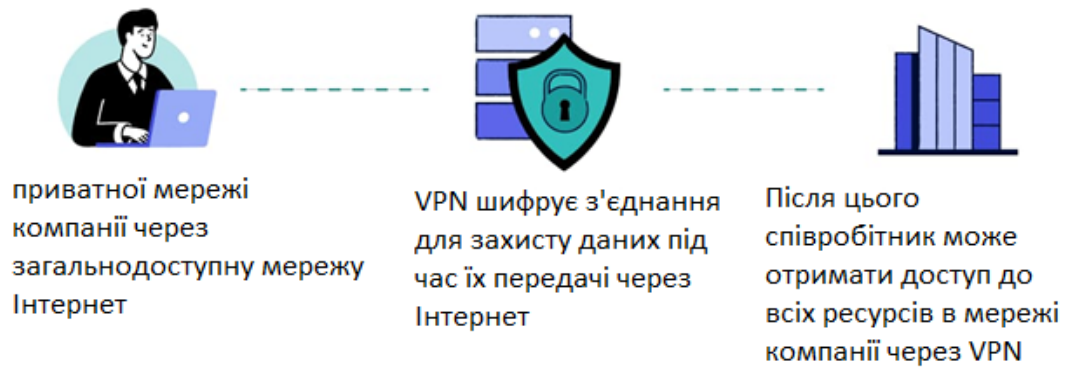 приватної мережі
компанії через
загальнодоступну мережу
Інтернет
VPN шифрує з'єднання
для захисту даних під
час їх передачі через
Інтернет
Після цього
співробітник може
отримати доступ до
всіх ресурсів в мережі
компанії через VPN